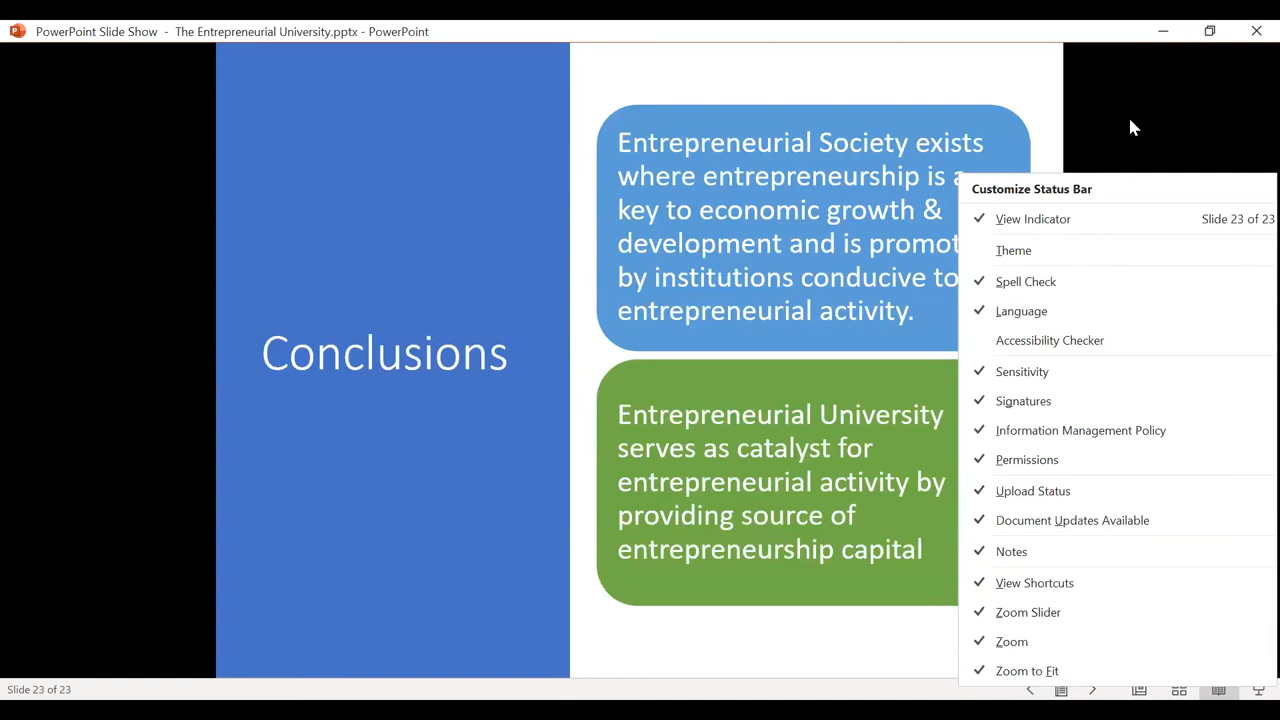 PowerPoint Slide Show - The Entrepreneurial University.pptx - PowerPoint
Conclusions
Entrepreneurial Society exists
where entrepreneurship is a
key to economic growth &
development and is promot
by institutions conducive to
entrepreneurial activity.
Entrepreneurial University
serves as catalyst for
entrepreneurial activity by
providing source of
entrepreneurship capital
Customize Status Bar
View Indicator Slide 23 of 23
Theme
Spell Check
Language
Accessibility Checker
Sensitivity
Signatures
Information Management Policy
Permissions
Upload Status
Document Updates Available
Notes
View Shortcuts
Zoom Slider
Zoom
Zoom to Fit
Slide 23 of 23